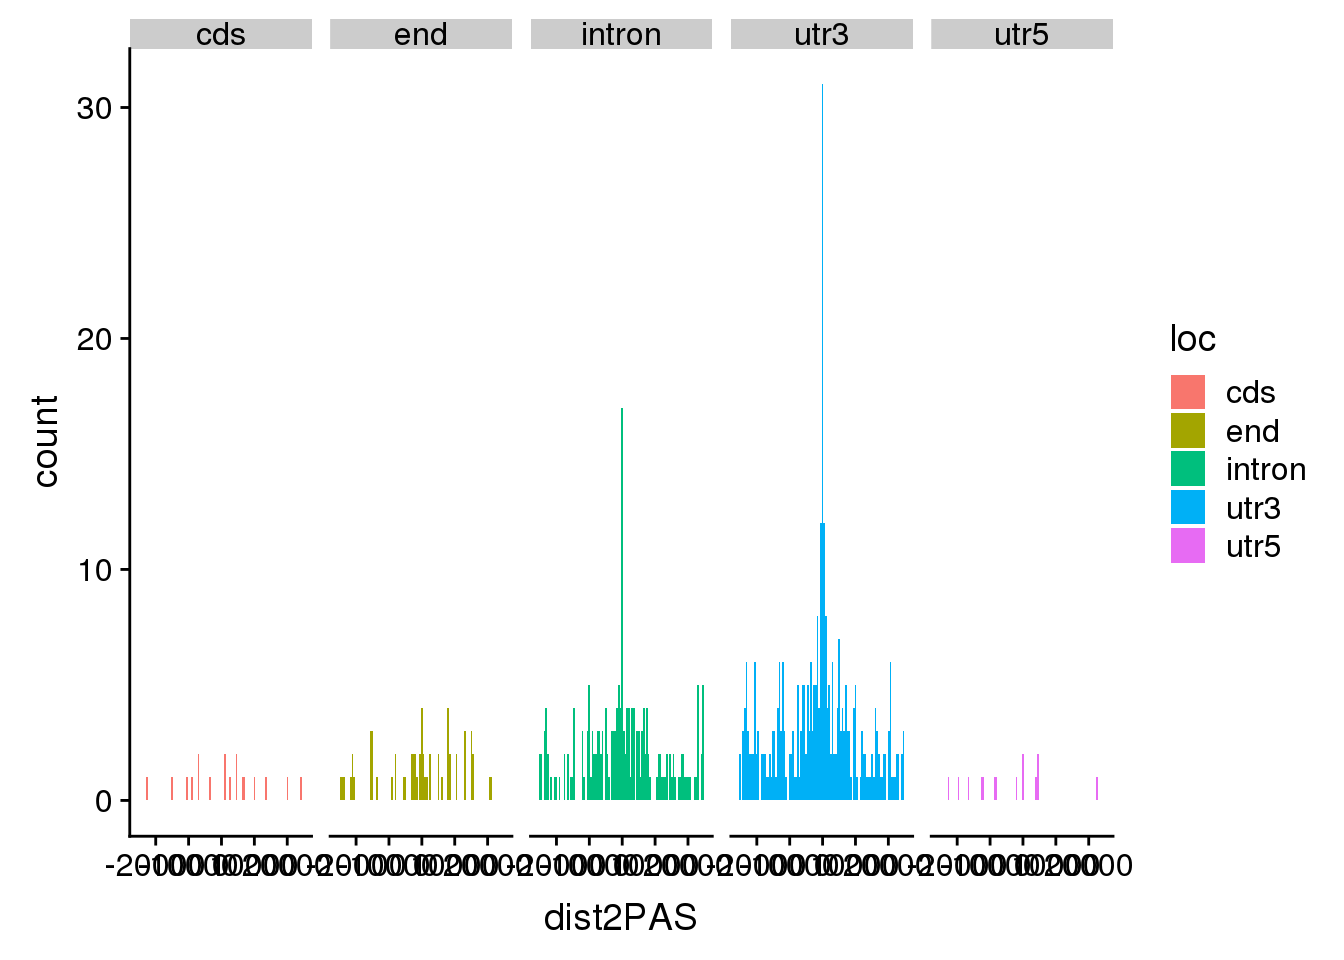 cds
end
intron
utr3
utr5
30
20
10
0
count
dist2PAS
loc
cds
end
intron
utr3
utr5